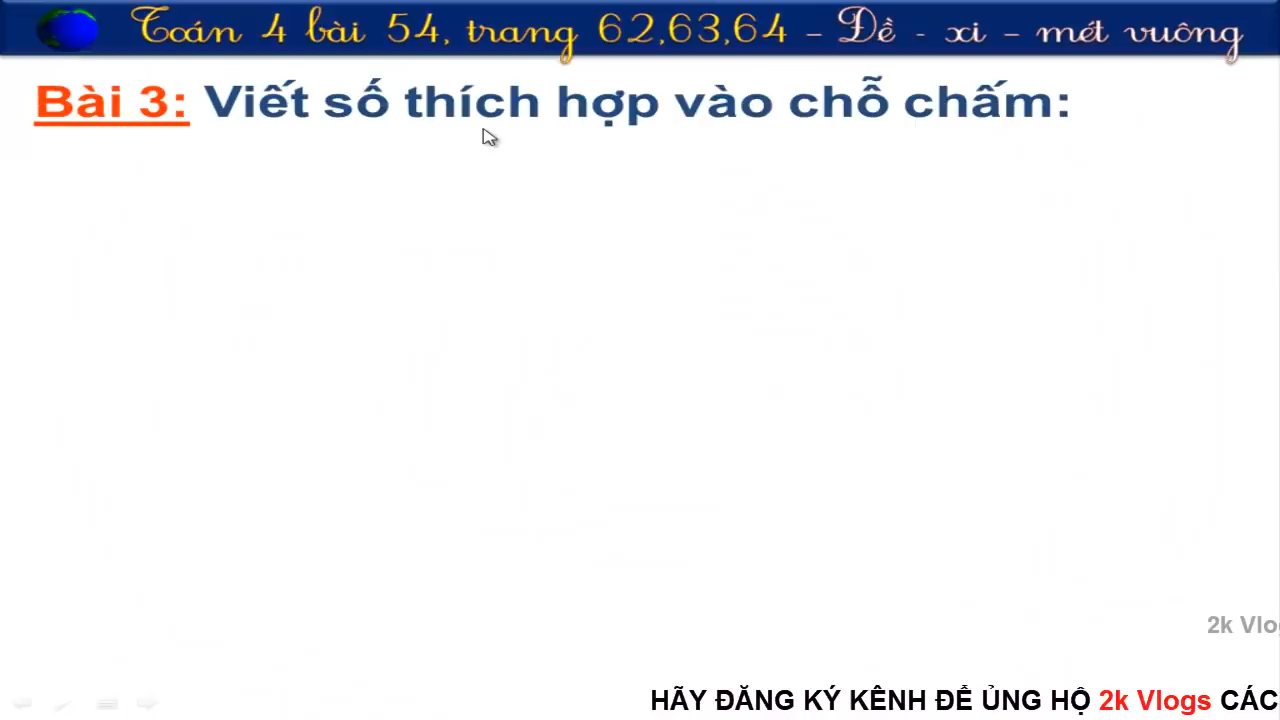 Toán 4 bài 54, trang 62,63,64 – Đề - xi – mét vuông
Bài 3: Viết số thích hợp vào chỗ chấm:
2k Vlo
HÃY ĐĂNG KÝ KÊNH ĐỂ ỦNG HỘ 2k Vlogs CÁC